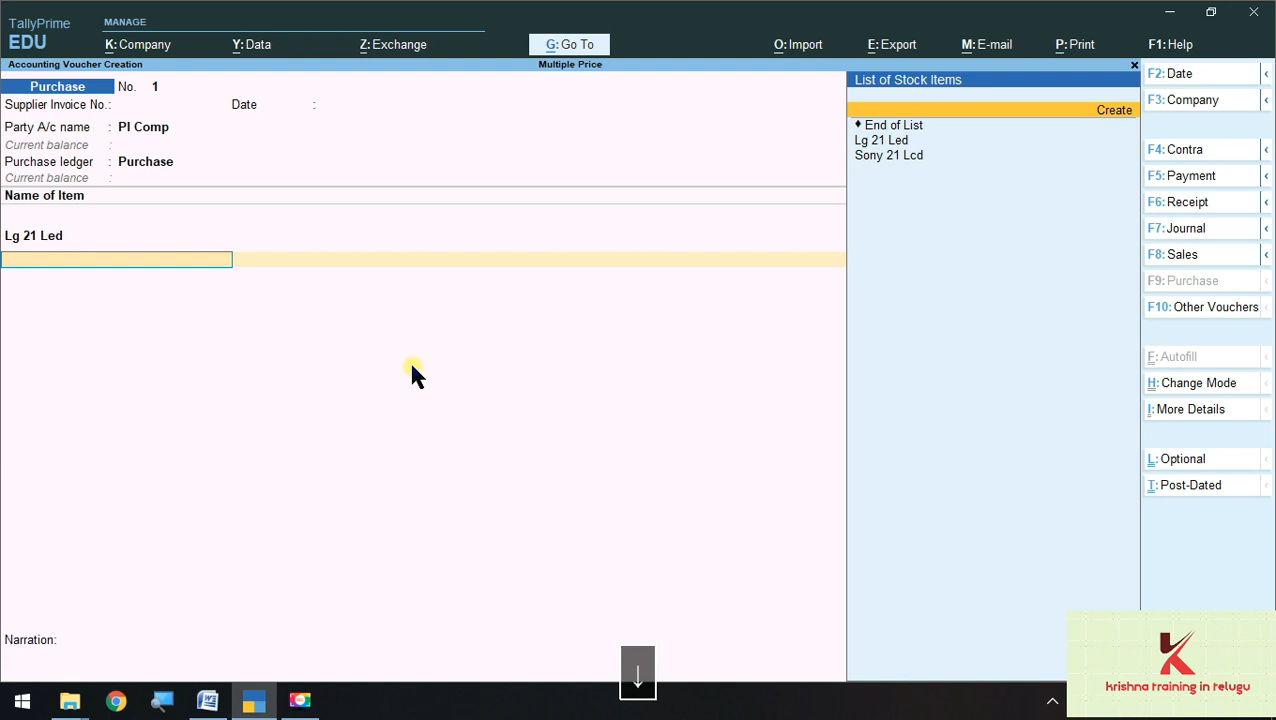 TallyPrime
EDU
MANAGE
K: Company
Y: Data
Z: Exchange
G: Go To
O: Import
E: Export
M: E-mail
P: Print
F1: Help
Accounting Voucher Creation
Multiple Price
×
Purchase No. 1
Supplier Invoice No.: Date :
Party A/c name : PI Comp
Current balance :
Purchase ledger : Purchase
Current balance :
Name of Item
Lg 21 Led
Narration:
List of Stock Items
Create
♦ End of List
Lg 21 Led
Sony 21 Lcd
F2: Date
F3: Company
F4: Contra
F5: Payment
F6: Receipt
F7: Journal
F8: Sales
F9: Purchase
F10: Other Vouchers
F: Autofill
H: Change Mode
I: More Details
L: Optional
T: Post-Dated
↓
krishna training in telugu